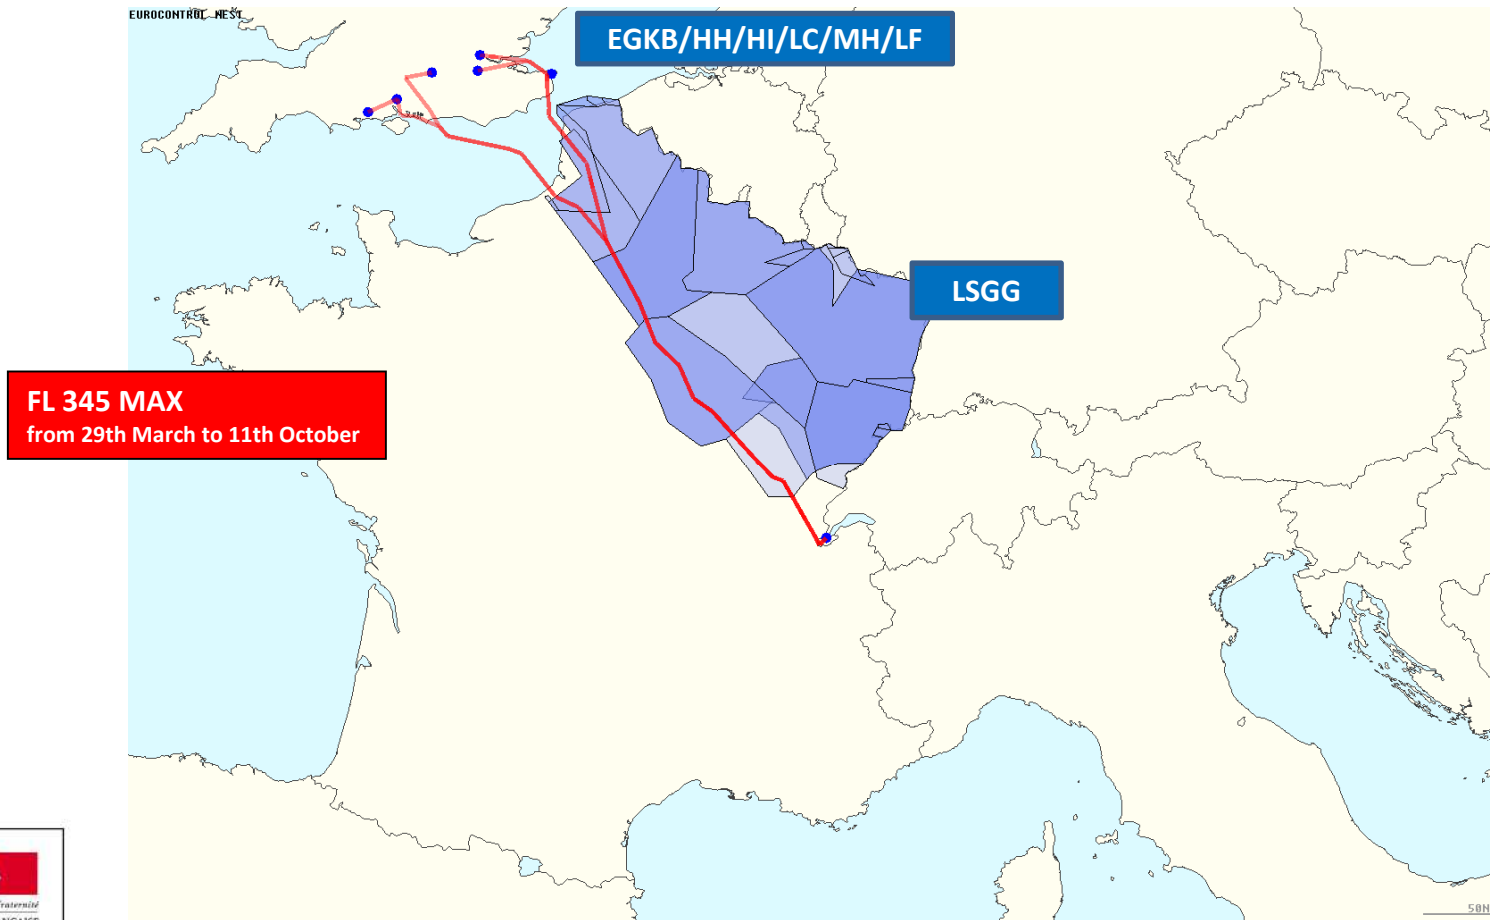 EUROCONTROL NEST
EGKB/HH/HI/LC/MH/LF
LSGG
FL 345 MAX
from 29th March to 11th October
50N